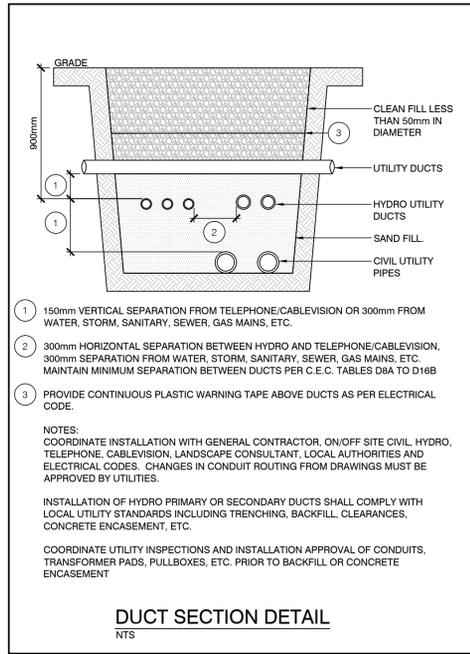 GRADE
900mm
CLEAN FILL LESS
THAN 50mm IN
DIAMETER
3
UTILITY DUCTS
1
HYDRO UTILITY
DUCTS
1
2
SAND FILL.
CIVIL UTILITY
PIPES
1 150mm VERTICAL SEPARATION FROM TELEPHONE/CABLEVISION OR 300mm FROM
WATER, STORM, SANITARY, SEWER, GAS MAINS, ETC.
2 300mm HORIZONTAL SEPARATION BETWEEN HYDRO AND TELEPHONE/CABLEVISION,
300mm SEPARATION FROM WATER, STORM, SANITARY, SEWER, GAS MAINS, ETC.
MAINTAIN MINIMUM SEPARATION BETWEEN DUCTS PER C.E.C. TABLES D8A TO D16B
3 PROVIDE CONTINUOUS PLASTIC WARNING TAPE ABOVE DUCTS AS PER ELECTRICAL
CODE.
NOTES:
COORDINATE INSTALLATION WITH GENERAL CONTRACTOR, ON/OFF SITE CIVIL, HYDRO,
TELEPHONE, CABLEVISION, LANDSCAPE CONSULTANT, LOCAL AUTHORITIES AND
ELECTRICAL CODES. CHANGES IN CONDUIT ROUTING FROM DRAWINGS MUST BE
APPROVED BY UTILITIES.
INSTALLATION OF HYDRO PRIMARY OR SECONDARY DUCTS SHALL COMPLY WITH
LOCAL UTILITY STANDARDS INCLUDING TRENCHING, BACKFILL, CLEARANCES,
CONCRETE ENCASEMENT, ETC.
COORDINATE UTILITY INSPECTIONS AND INSTALLATION APPROVAL OF CONDUITS,
TRANSFORMER PADS, PULLBOXES, ETC. PRIOR TO BACKFILL OR CONCRETE
ENCASEMENT
DUCT SECTION DETAIL
NTS